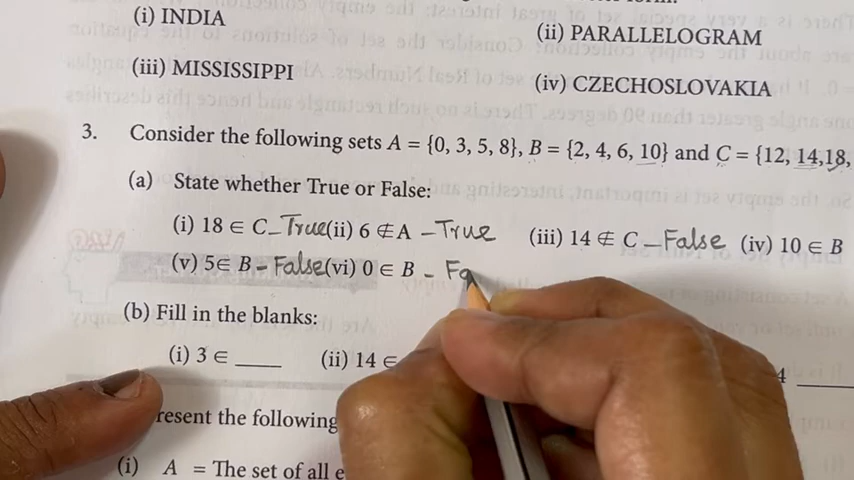 (i) INDIA (ii) PARALLELOGRAM
(iii) MISSISSIPPI (iv) CZECHOSLOVAKIA
3. Consider the following sets A = {0, 3, 5, 8}, B = {2, 4, 6, 10} and C = {12, 14,18,
(a) State whether True or False:
(i) 18 ∈ C - True (ii) 6 ∉ A - True (iii) 14 ∉ C - False (iv) 10 ∈ B
(v) 5∈ B - False (vi) 0 ∈ B - Fa
(b) Fill in the blanks:
(i) 3 ∈ ____ (ii) 14 ∈ 4 ____
resent the following
(i) A = The set of all e